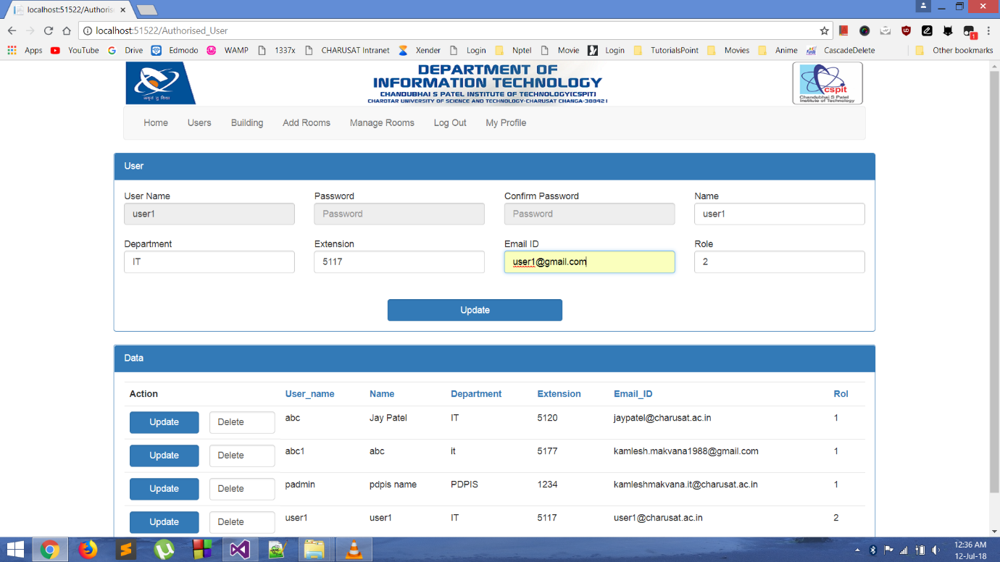 localhost:51522/Authoris
localhost:51522/Authorised_User
Apps YouTube Drive Edmodo WAMP 1337x CHARUSAT Intranet Xender Login Nptel Movie Login TutorialsPoint Movies Anime CascadeDelete Other bookmarks
DEPARTMENT OF
INFORMATION TECHNOLOGY
CHANDUBHAI S PATEL INSTITUTE OF TECHNOLOGY(CSPIT)
CHAROTAR UNIVERSITY OF SCIENCE AND TECHNOLOGY-CHARUSAT CHANGA-388421
cspit
Chandubhai S Patel
Institute of Technology
Home Users Building Add Rooms Manage Rooms Log Out My Profile
User
User Name Password Confirm Password Name
user1 Password Password user1
Department Extension Email ID Role
IT 5117 user1@gmail.com 2
Update
Data
Action User_name Name Department Extension Email_ID Rol
Update Delete abc Jay Patel IT 5120 jaypatel@charusat.ac.in 1
Update Delete abc1 abc it 5177 kamlesh.makvana1988@gmail.com 1
Update Delete padmin pdpis name PDPIS 1234 kamleshmakvana.it@charusat.ac.in 1
Update Delete user1 user1 IT 5117 user1@charusat.ac.in 2
12:36 AM
12-Jul-18